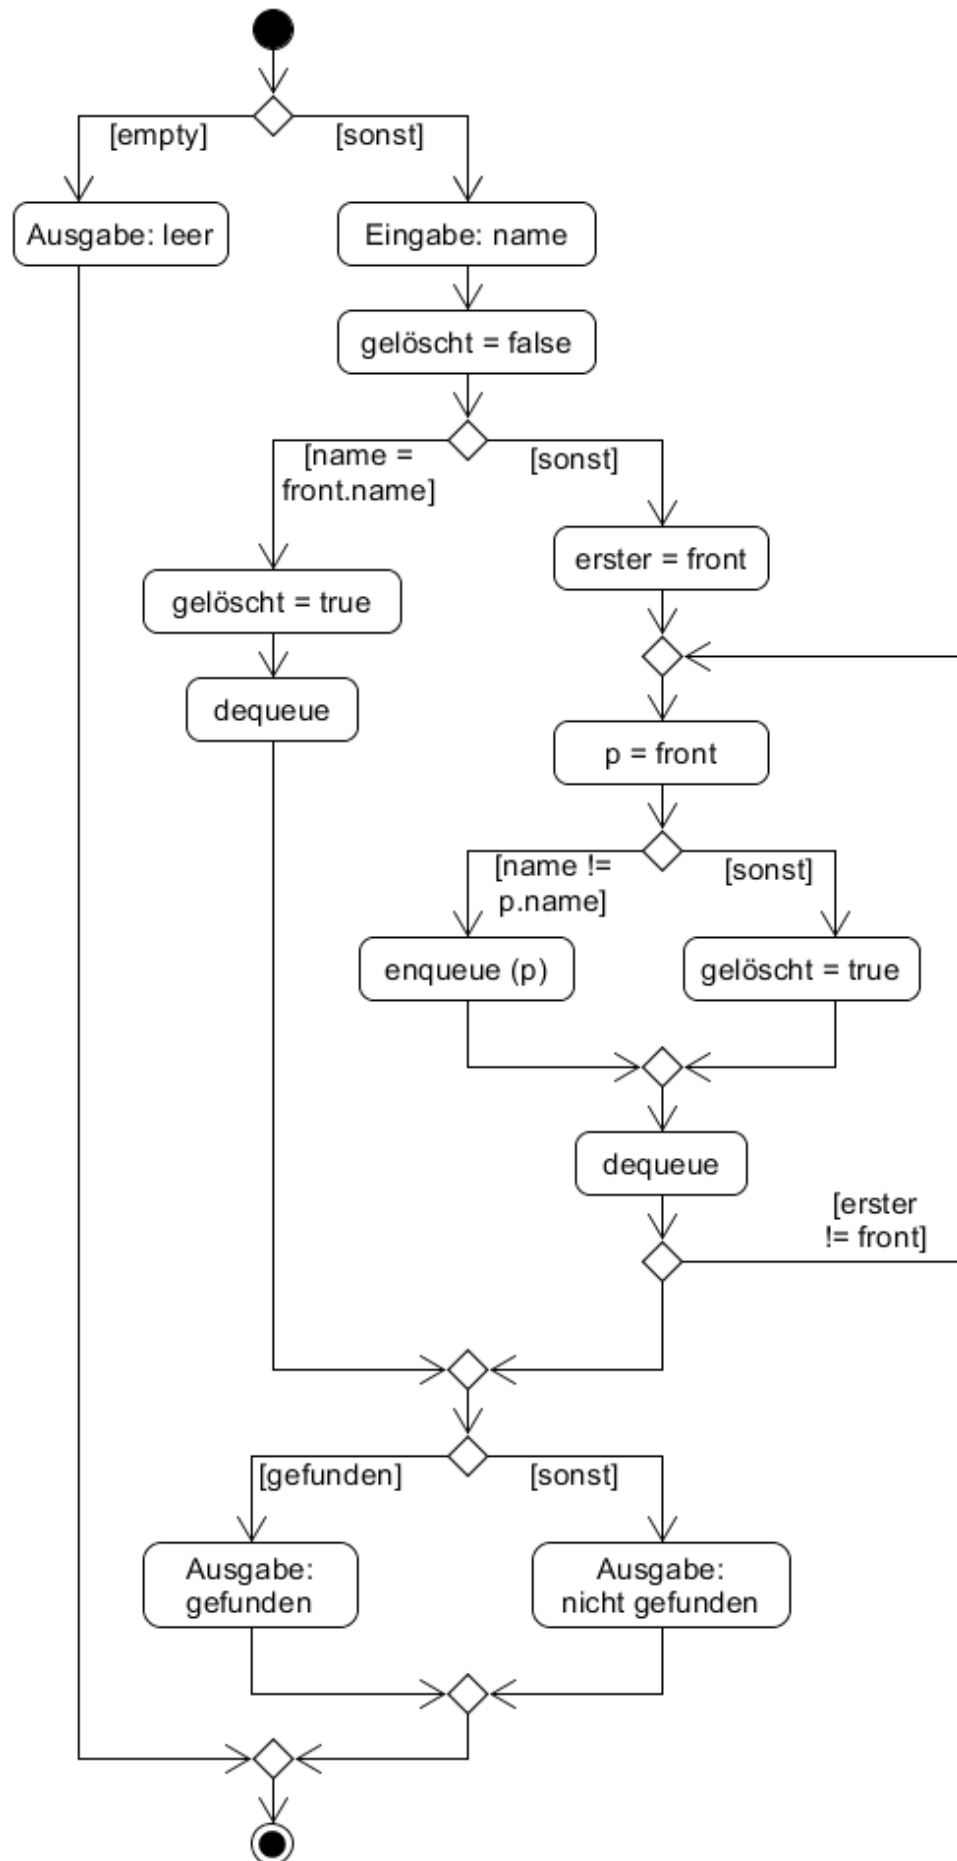 [empty]
[sonst]
Ausgabe: leer
Eingabe: name
gelöscht = false
[name =
front.name]
[sonst]
erster = front
gelöscht = true
dequeue
p = front
[name !=
p.name]
[sonst]
enqueue (p)
gelöscht = true
dequeue
[erster
!= front]
[gefunden]
[sonst]
Ausgabe:
gefunden
Ausgabe:
nicht gefunden